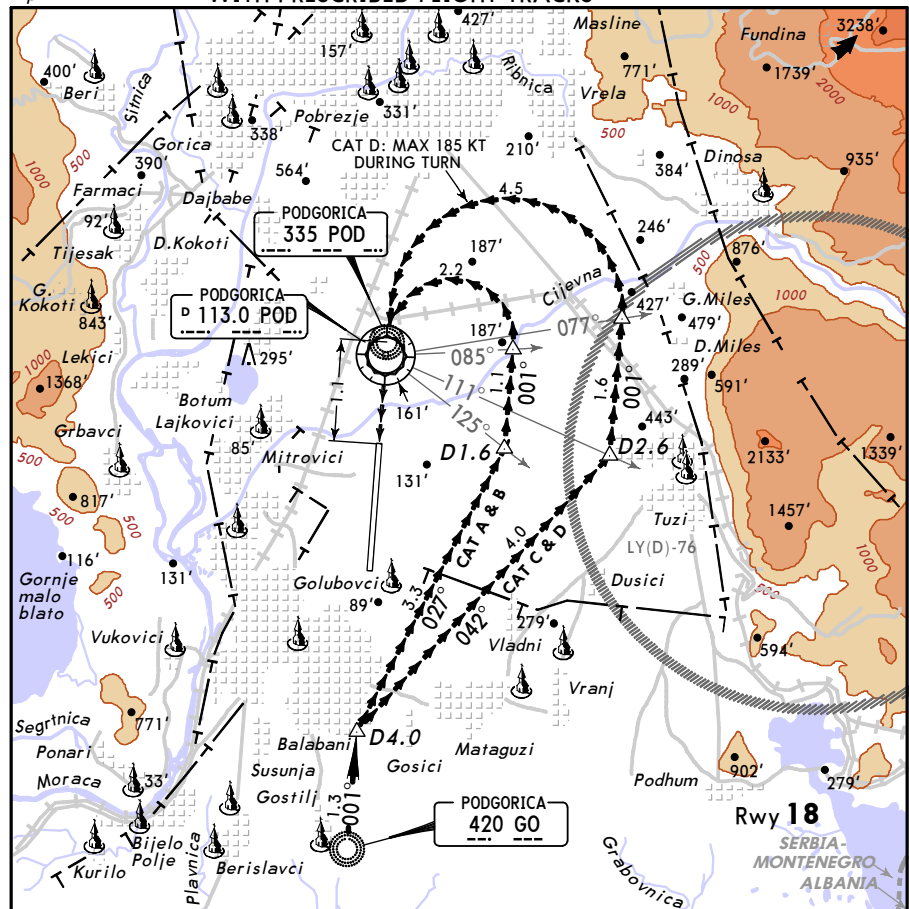 WITH PRESCRIBED FLIGHT TRACKS
427'
Masline
3238'
Fundina
157'
771'
1739'
400'
Beri
Sitnica
Ribnica
Vrela
1000
2000
338'
Pobrezje
331'
500
Gorica
390'
CAT D: MAX 185 KT
DURING TURN
210'
384'
Dinosa
935'
1000
500
Farmaci
564'
Dajbabe
92'
4.5
PODGORICA
335 POD
246'
Tijesak
D.Kokoti
187'
876'
500
1000
G.
Kokoti
843'
2.2
Cijevna
PODGORICA
D 113.0 POD
077°
427'
G.Miles
479'
187'
085°
D.Miles
Lekici
1000
295'
1.1
1368'
111°
1.1
001°
1.6
001°
289'
591'
Botum
Lajkovici
161'
125°
443'
Grbavci
85'
Mitrovici
D1.6
D2.6
2133'
1339'
500
131'
817'
500
500
CAT A & B
4.0
CAT C & D
Tuzi
1457'
LY(D)-76
116'
131'
Golubovci
Dusici
1000
Gornje
malo
blato
500
89'
3.3
027°
042°
279'
Vladni
500
594'
Vukovici
Vranj
771'
Segrtnica
Ponari
Moraca
Balabani
D4.0
Gosici
Mataguzi
902'
279'
33'
Susunja
Gostilj
1.3
001°
Podhum
PODGORICA
420 GO
Rwy 18
Kurilo
Bijelo
Polje
Plavnica
Berislavci
Grabovnica
SERBIA-
MONTENEGRO
ALBANIA